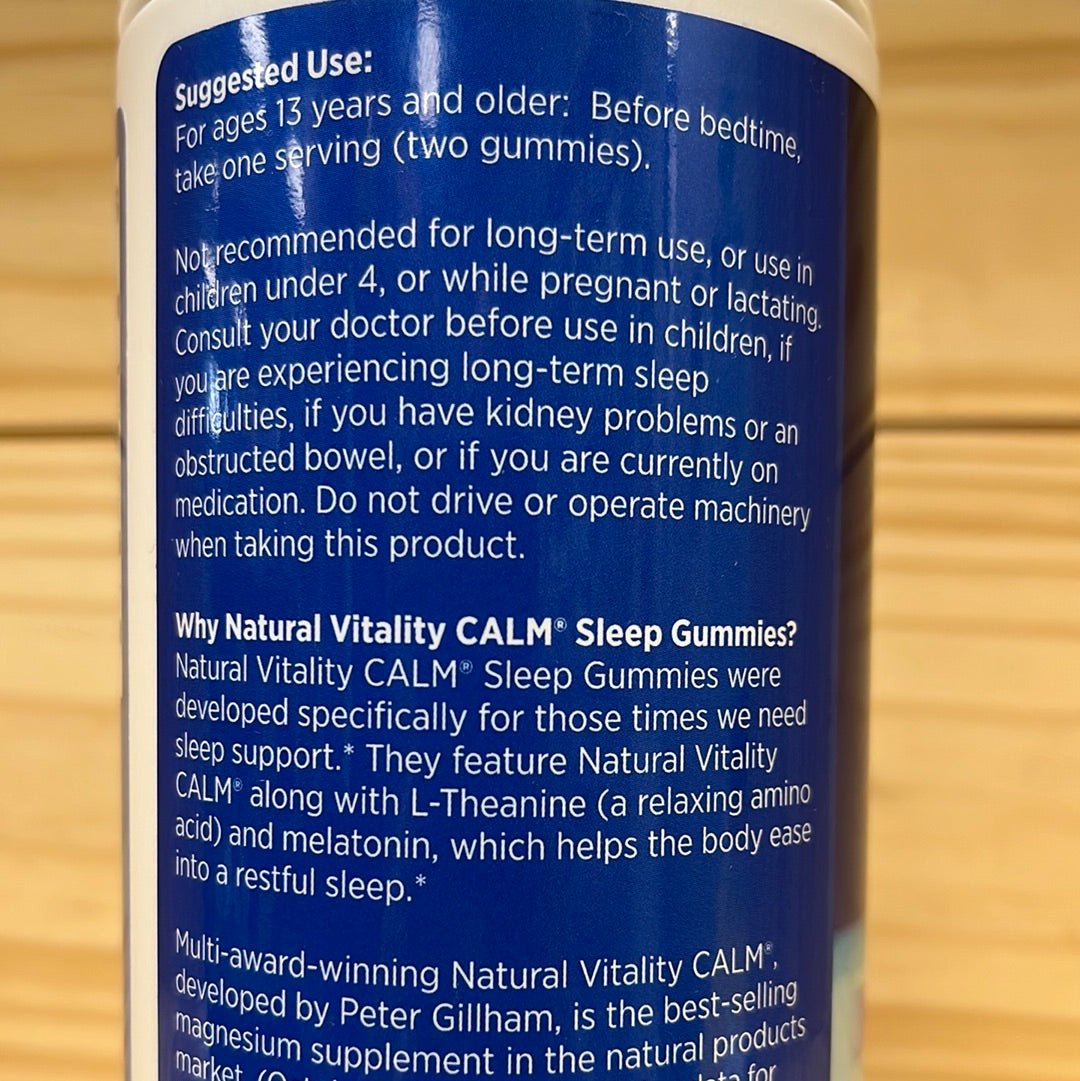 Suggested Use:
For ages 13 years and older: Before bedtime,
take one serving (two gummies).
Not recommended for long-term use, or use in
children under 4, or while pregnant or lactating.
Consult your doctor before use in children, if
you are experiencing long-term sleep
difficulties, if you have kidney problems or an
obstructed bowel, or if you are currently on
medication. Do not drive or operate machinery
when taking this product.
Why Natural Vitality CALM® Sleep Gummies?
Natural Vitality CALM® Sleep Gummies were
developed specifically for those times we need
sleep support.* They feature Natural Vitality
CALM® along with L-Theanine (a relaxing amino
acid) and melatonin, which helps the body ease
into a restful sleep.*
Multi-award-winning Natural Vitality CALM®,
developed by Peter Gillham, is the best-selling
magnesium supplement in the natural products
market. for